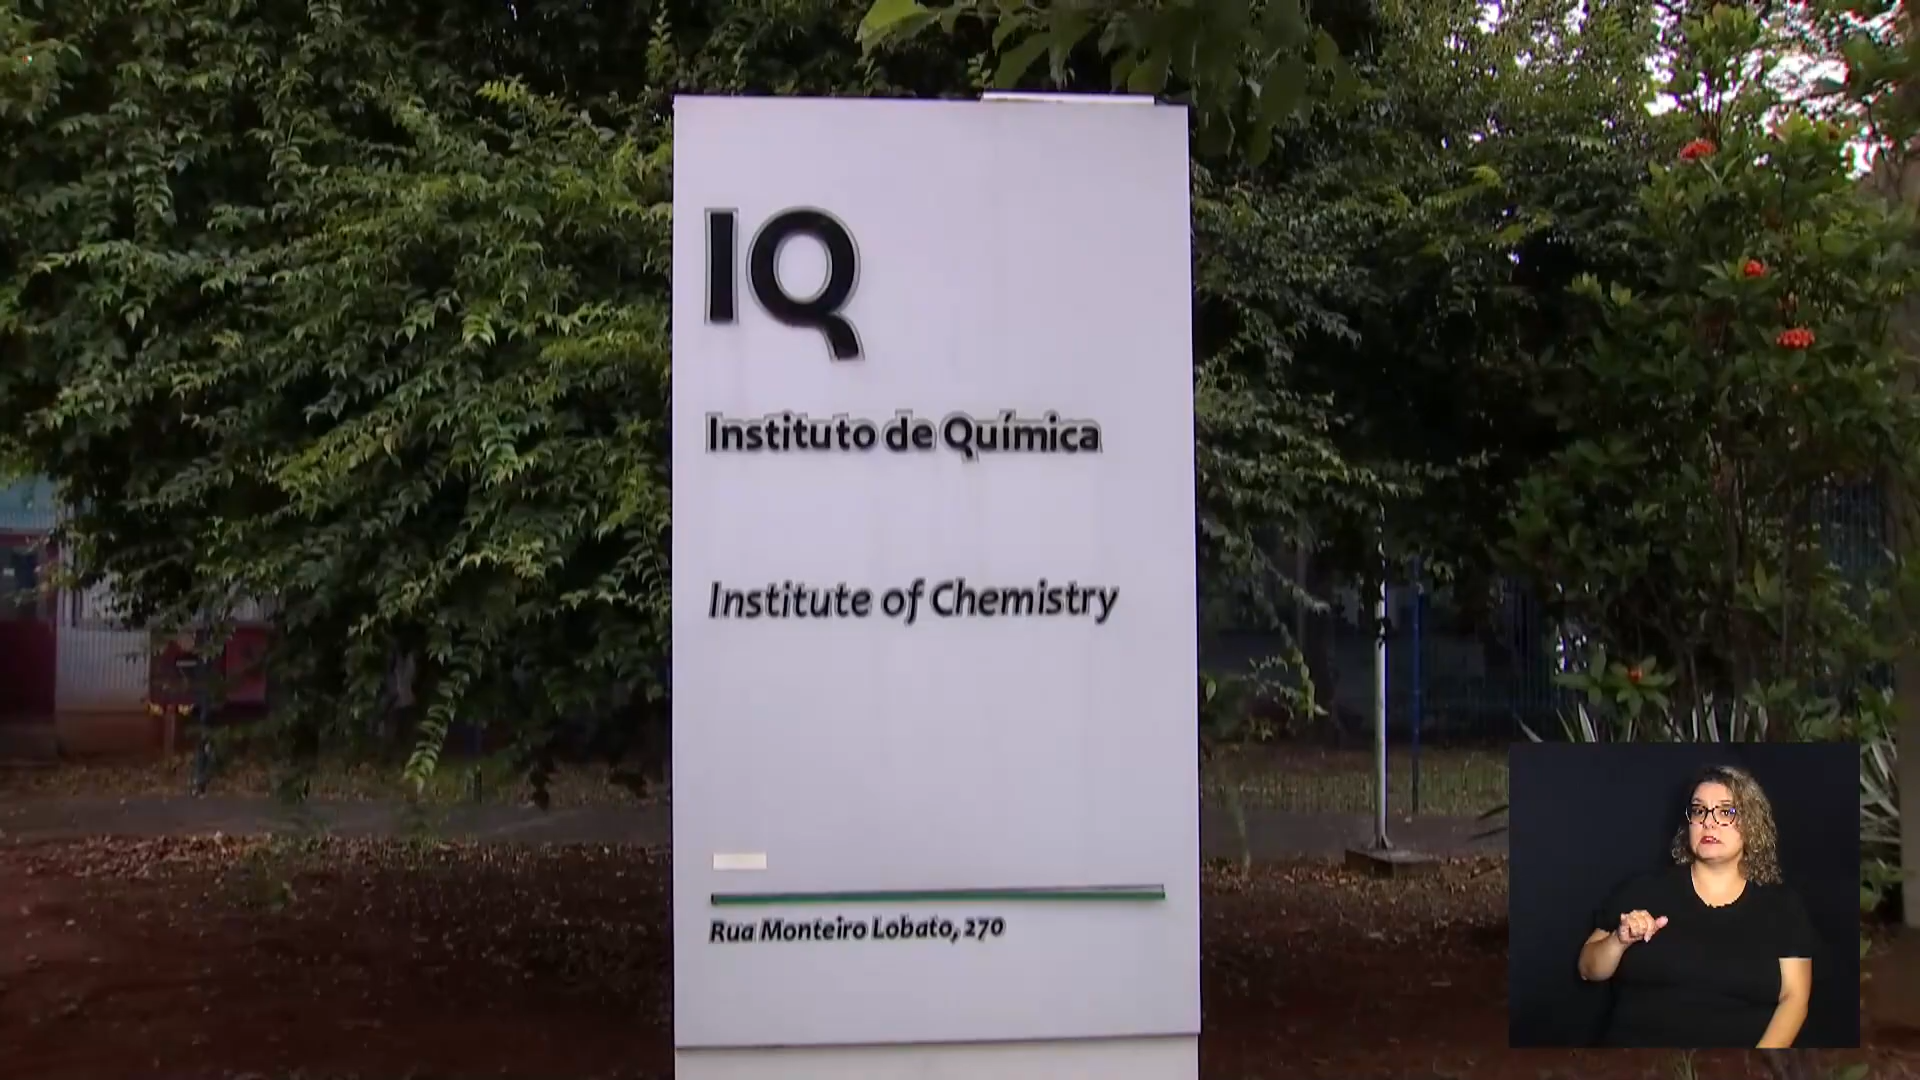 IQ
Instituto de Química
Institute of Chemistry
Rua Monteiro Lobato, 270